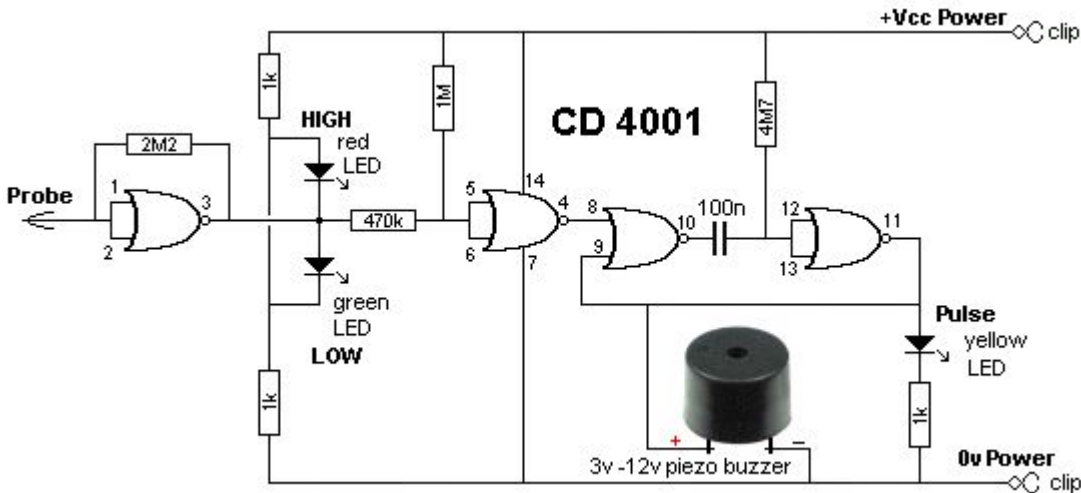 +Vcc Power
clip
1k
1M
4M7
CD 4001
HIGH
red
LED
2M2
Probe
1
2
3
470k
5
6
14
4
7
8
9
10
100n
12
13
11
green
LED
LOW
1k
Pulse
yellow
LED
1k
+
−
3v -12v piezo buzzer
0v Power
clip